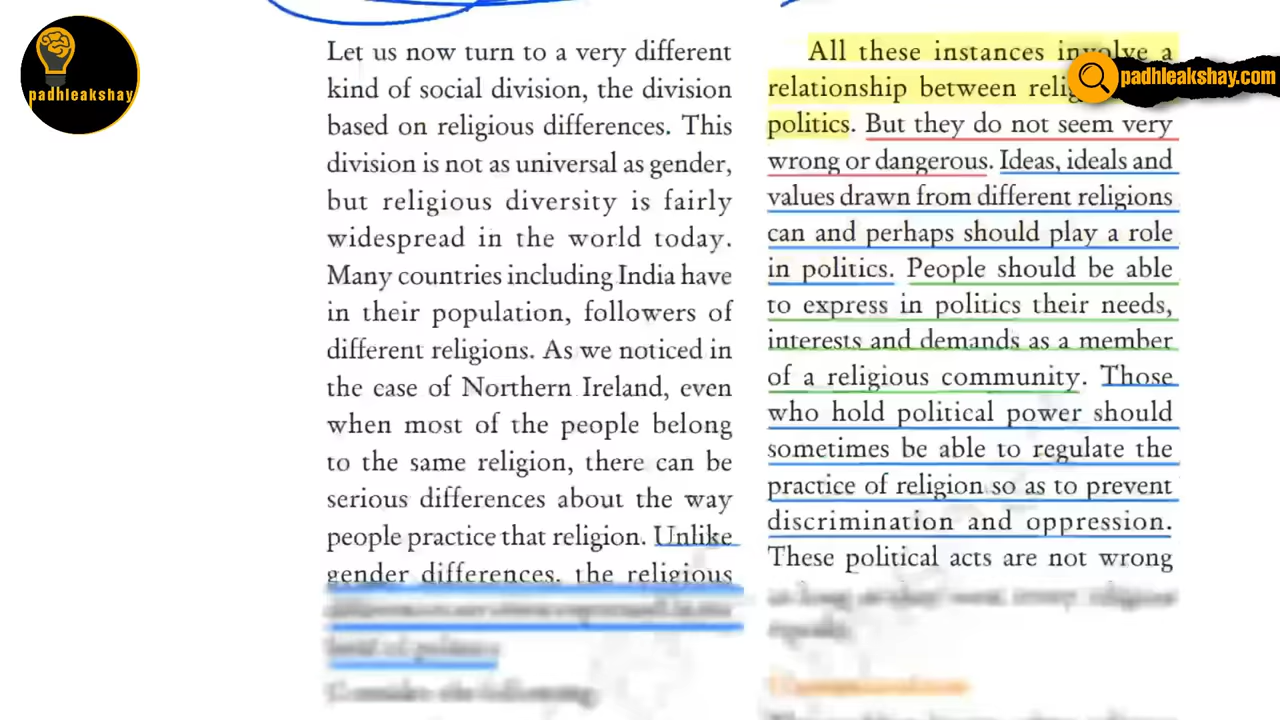 padhleakshay
Let us now turn to a very different
kind of social division, the division
based on religious differences. This
division is not as universal as gender,
but religious diversity is fairly
widespread in the world today.
Many countries including India have
in their population, followers of
different religions. As we noticed in
the case of Northern Ireland, even
when most of the people belong
to the same religion, there can be
serious differences about the way
people practice that religion. Unlike
gender differences, the religious
field of politics
Consider the following
All these instances involve a
relationship between
politics. But they do not seem very
wrong or dangerous. Ideas, ideals and
values drawn from different religions
can and perhaps should play a role
in politics. People should be able
to express in politics their needs,
interests and demands as a member
of a religious community. Those
who hold political power should
sometimes be able to regulate the
practice of religion so as to prevent
discrimination and oppression.
These political acts are not wrong
padhleakshay.com